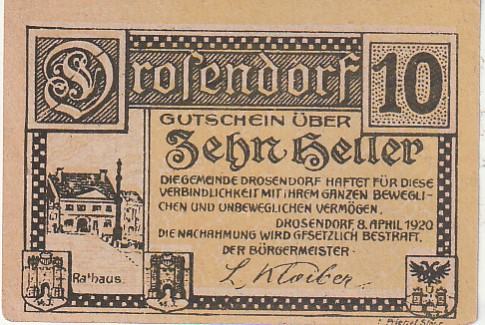 Drosendorf 10
GUTSCHEIN ÜBER
Zehn Heller
DIE GEMEINDE DROSENDORF HAFTET FÜR DIESE
VERBINDLICHKEIT MIT IHREM GANZEN BEWEGLI-
CHEN UND UNBEWEGLICHEN VERMÖGEN.
DROSENDORF, 8. APRIL 1920
DIE NACHAHMUNG WIRD GESETZLICH BESTRAFT.
DER BÜRGERMEISTER:
L. Kloiber
Rathaus